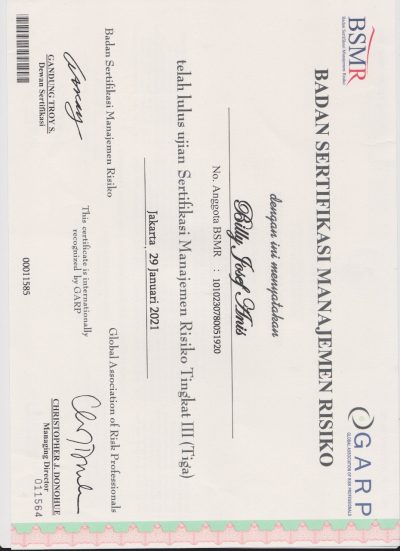 BSMR
Badan Sertifikasi Manajemen Risiko
GARP
GLOBAL ASSOCIATION OF RISK PROFESSIONALS
BADAN SERTIFIKASI MANAJEMEN RISIKO
dengan ini menyatakan
Billy Josef Anis
No. Anggota BSMR : 1010230780051920
telah lulus ujian Sertifikasi Manajemen Risiko Tingkat III (Tiga)
Jakarta, 29 Januari 2021
Badan Sertifikasi Manajemen Risiko
Global Association of Risk Professionals
This certificate is internationally
recognized by GARP
GANDUNG TROY S.
Dewan Sertifikasi
CHRISTOPHER J. DONOHUE
Managing Director
00011585
011564